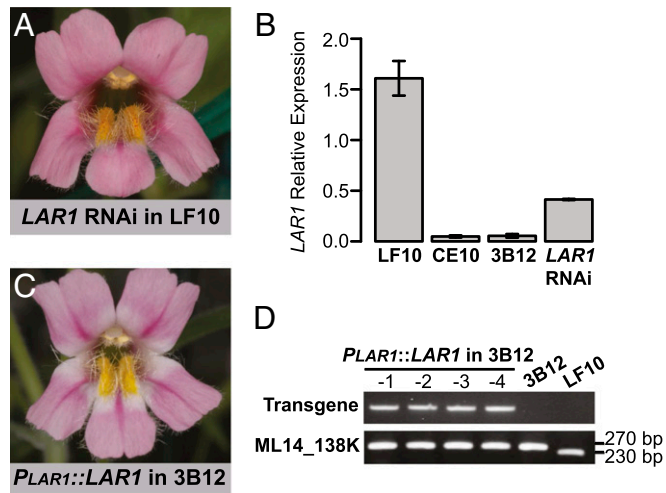 A
LAR1 RNAi in LF10
B
LAR1 Relative Expression
2.0
1.5
1.0
0.5
0.0
LF10 CE10 3B12 LAR1 RNAi
C
PLAR1::LAR1 in 3B12
D
PLAR1::LAR1 in 3B12
3B12
LF10
-1 -2 -3 -4
Transgene
ML14_138K
270 bp
230 bp